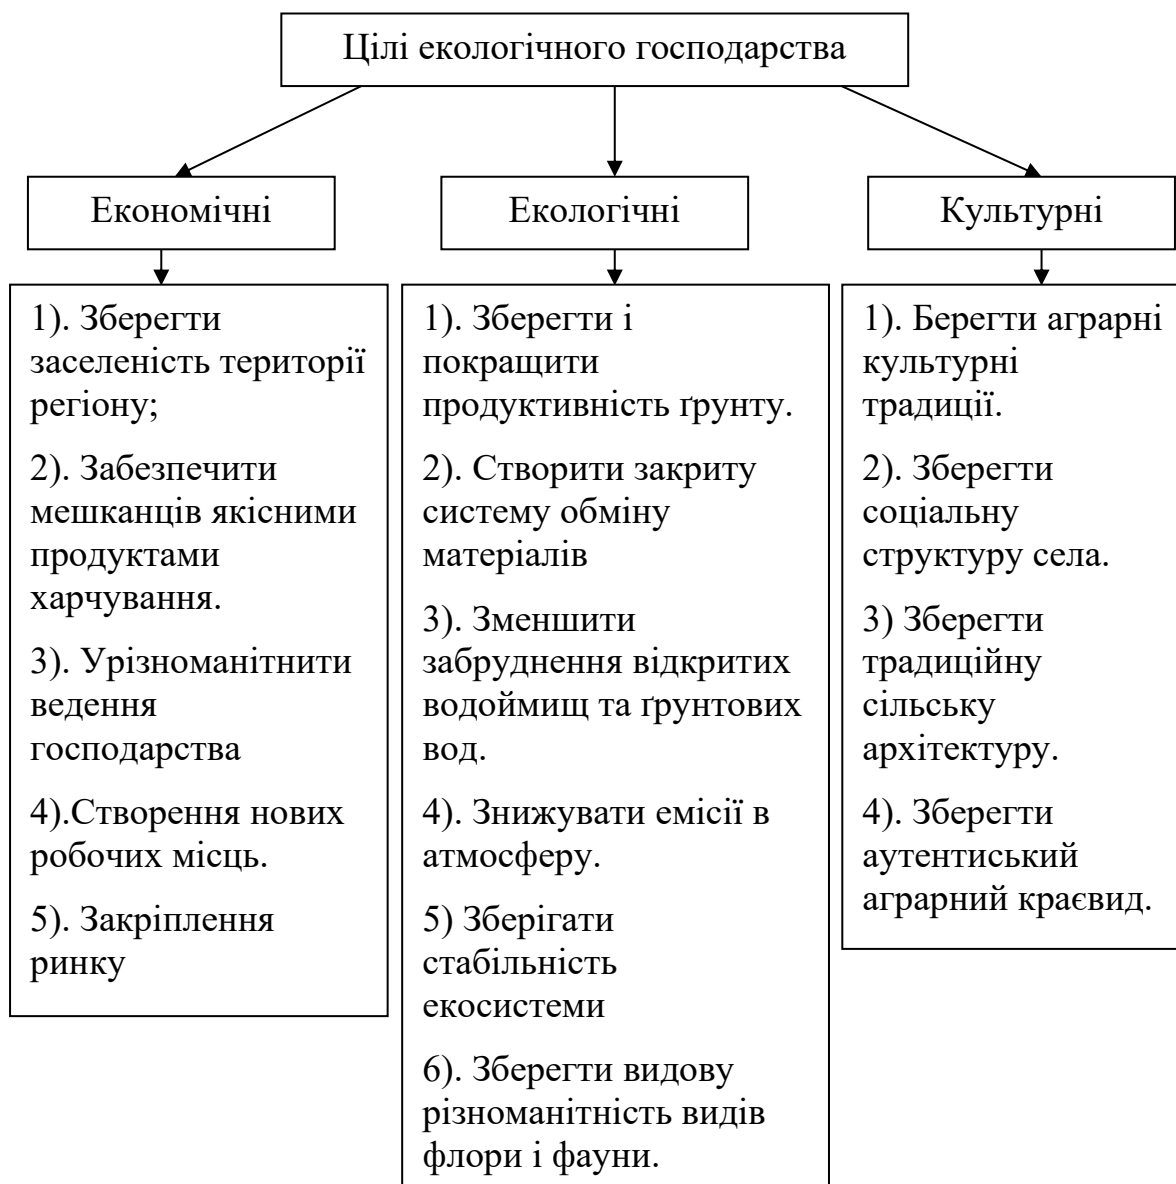 Цілі екологічного господарства
Економічні
Екологічні
Культурні
1). Зберегти
заселеність території
регіону;
2). Забезпечити
мешканців якісними
продуктами
харчування.
3). Урізноманітнити
ведення
господарства
4).Створення нових
робочих місць.
5). Закріплення
ринку
1). Зберегти і
покращити
продуктивність ґрунту.
2). Створити закриту
систему обміну
матеріалів
3). Зменшити
забруднення відкритих
водоймищ та ґрунтових
вод.
4). Знижувати емісії в
атмосферу.
5) Зберігати
стабільність
екосистеми
6). Зберегти видову
різноманітність видів
флори і фауни.
1). Берегти аграрні
культурні
традиції.
2). Зберегти
соціальну
структуру села.
3) Зберегти
традиційну
сільську
архітектуру.
4). Зберегти
аутентиський
аграрний краєвид.